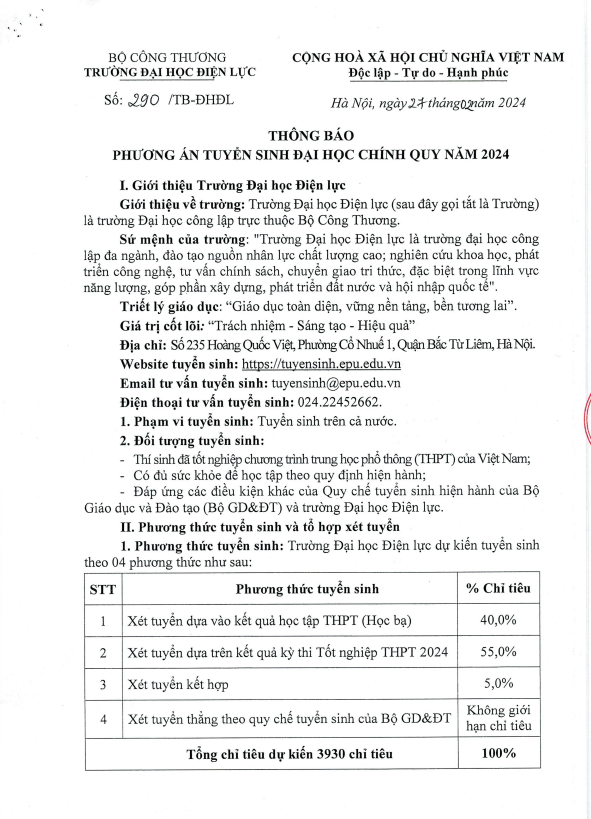 BỘ CÔNG THƯƠNG
TRƯỜNG ĐẠI HỌC ĐIỆN LỰC
CỘNG HOÀ XÃ HỘI CHỦ NGHĨA VIỆT NAM
Độc lập - Tự do - Hạnh phúc
Số: 290 /TB-ĐHĐL
Hà Nội, ngày 27 tháng 02 năm 2024
THÔNG BÁO
PHƯƠNG ÁN TUYỂN SINH ĐẠI HỌC CHÍNH QUY NĂM 2024
I. Giới thiệu Trường Đại học Điện lực
Giới thiệu về trường: Trường Đại học Điện lực (sau đây gọi tắt là Trường)
là trường Đại học công lập trực thuộc Bộ Công Thương.
Sứ mệnh của trường: "Trường Đại học Điện lực là trường đại học công
lập đa ngành, đào tạo nguồn nhân lực chất lượng cao; nghiên cứu khoa học, phát
triển công nghệ, tư vấn chính sách, chuyển giao tri thức, đặc biệt trong lĩnh vực
năng lượng, góp phần xây dựng, phát triển đất nước và hội nhập quốc tế".
Triết lý giáo dục: “Giáo dục toàn diện, vững nền tảng, bền tương lai”.
Giá trị cốt lõi: “Trách nhiệm - Sáng tạo - Hiệu quả”
Địa chỉ: Số 235 Hoàng Quốc Việt, Phường Cổ Nhuế 1, Quận Bắc Từ Liêm, Hà Nội.
Website tuyển sinh: https://tuyensinh.epu.edu.vn
Email tư vấn tuyển sinh: tuyensinh@epu.edu.vn
Điện thoại tư vấn tuyển sinh: 024.22452662.
1. Phạm vi tuyển sinh: Tuyển sinh trên cả nước.
2. Đối tượng tuyển sinh:
- Thí sinh đã tốt nghiệp chương trình trung học phổ thông (THPT) của Việt Nam;
- Có đủ sức khỏe để học tập theo quy định hiện hành;
- Đáp ứng các điều kiện khác của Quy chế tuyển sinh hiện hành của Bộ
Giáo dục và Đào tạo (Bộ GD&ĐT) và trường Đại học Điện lực.
II. Phương thức tuyển sinh và tổ hợp xét tuyển
1. Phương thức tuyển sinh: Trường Đại học Điện lực dự kiến tuyển sinh
theo 04 phương thức như sau:
STT Phương thức tuyển sinh % Chỉ tiêu
1 Xét tuyển dựa vào kết quả học tập THPT (Học bạ) 40,0%
2 Xét tuyển dựa trên kết quả kỳ thi Tốt nghiệp THPT 2024 55,0%
3 Xét tuyển kết hợp 5,0%
4 Xét tuyển thẳng theo quy chế tuyển sinh của Bộ GD&ĐT Không giới
hạn chỉ tiêu
Tổng chỉ tiêu dự kiến 3930 chỉ tiêu 100%